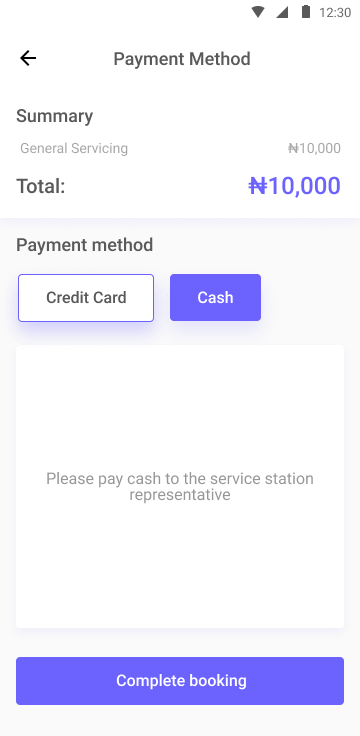 12:30
Payment Method
Summary
General Servicing ₦10,000
Total: ₦10,000
Payment method
Credit Card Cash
Please pay cash to the service station
representative
Complete booking